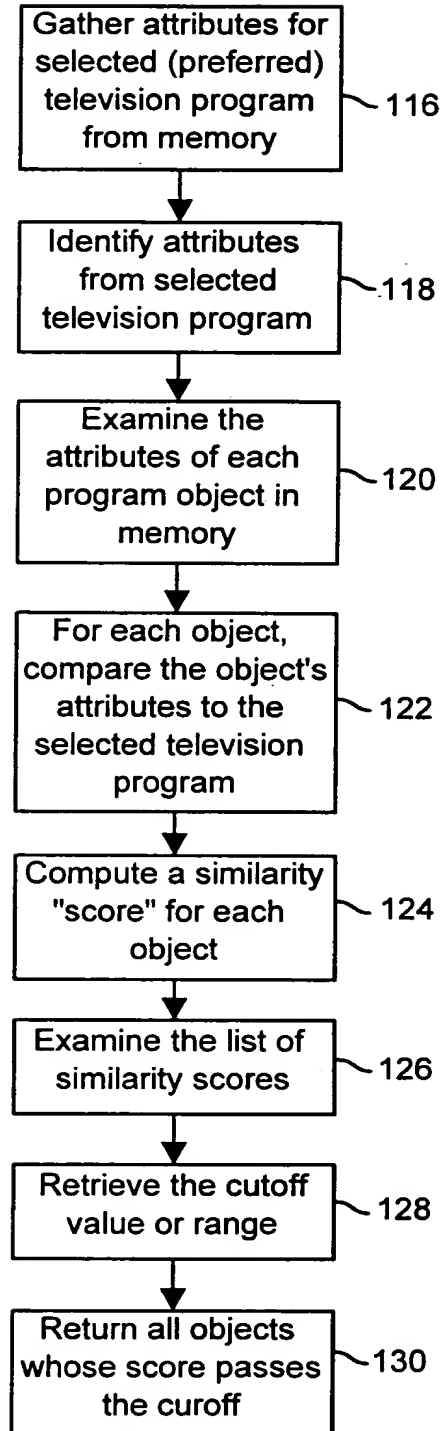 Gather attributes for
selected (preferred)
television program
from memory
116
Identify attributes
from selected
television program
118
Examine the
attributes of each
program object in
memory
120
For each object,
compare the object's
attributes to the
selected television
program
122
Compute a similarity
"score" for each
object
124
Examine the list of
similarity scores
126
Retrieve the cutoff
value or range
128
Return all objects
whose score passes
the curoff
130